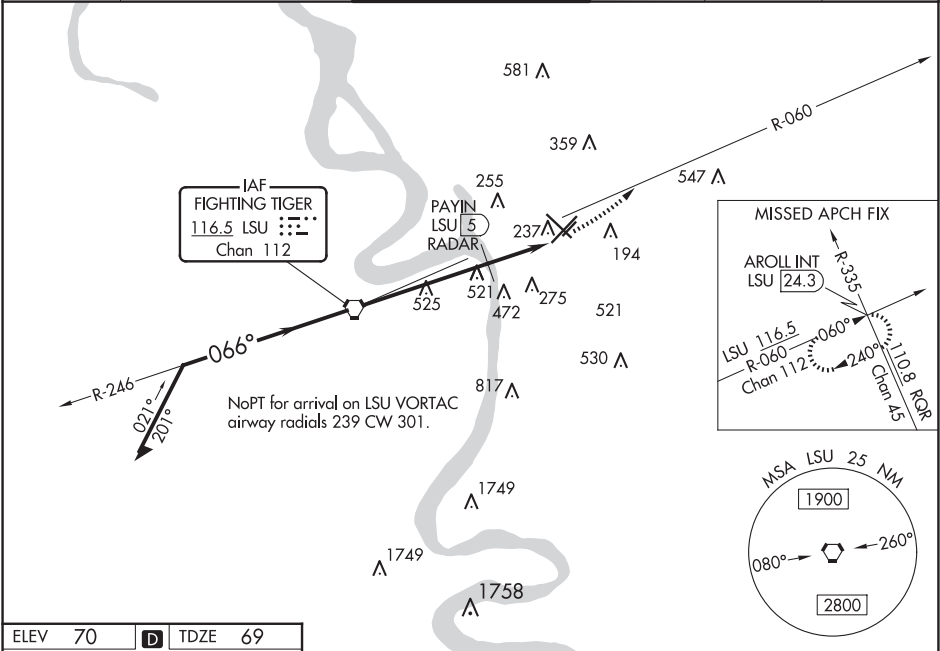 581
R-060
359
547
255
IAF
FIGHTING TIGER
116.5 LSU
Chan 112
PAYIN
LSU 5
RADAR
237
194
MISSED APCH FIX
R-335
AROLL INT
LSU 24.3
LSU 116.5
R-060
060°
Chan 112
240°
110.8 RQR
Chan 45
525
521
472
275
521
066°
530
R-246
021°
201°
817
NoPT for arrival on LSU VORTAC
airway radials 239 CW 301.
MSA LSU 25 NM
1900
080°
260°
2800
1749
1749
1758
ELEV 70
D
TDZE 69